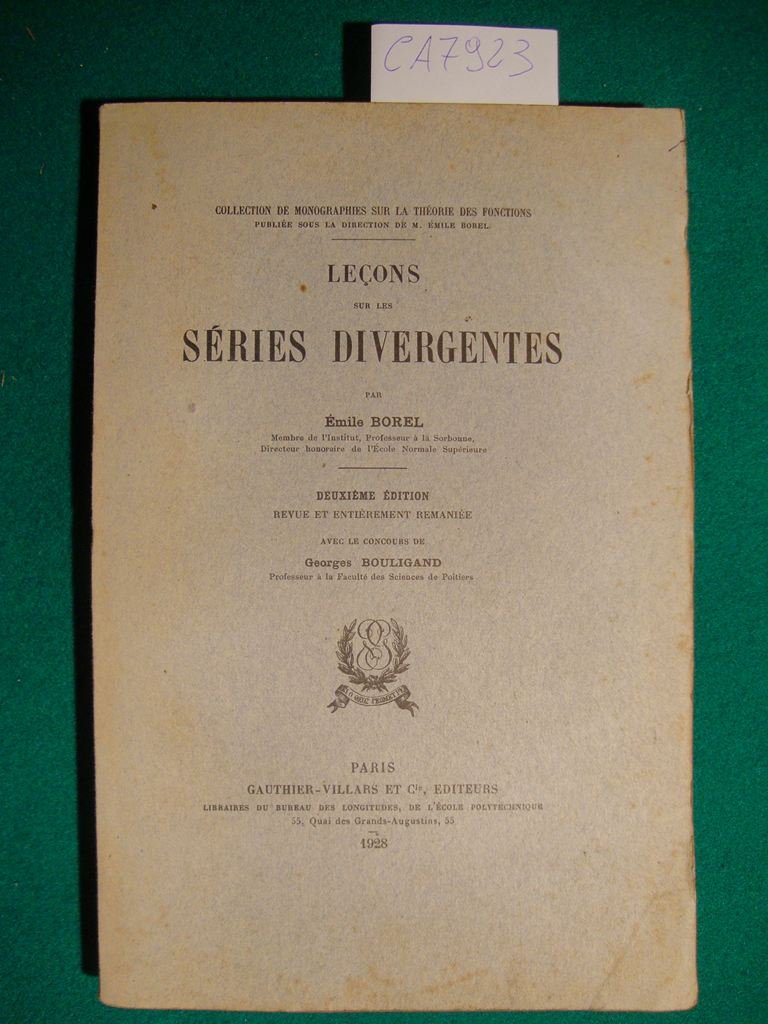 CA7923
COLLECTION DE MONOGRAPHIES SUR LA THÉORIE DES FONCTIONS
PUBLIÉE SOUS LA DIRECTION DE M. ÉMILE BOREL.
LEÇONS
SUR LES
SÉRIES DIVERGENTES
PAR
Émile BOREL
Membre de l'Institut, Professeur à la Sorbonne,
Directeur honoraire de l'École Normale Supérieure
DEUXIÈME ÉDITION
REVUE ET ENTIÈREMENT REMANIÉE
AVEC LE CONCOURS DE
Georges BOULIGAND
Professeur à la Faculté des Sciences de Poitiers
PARIS
GAUTHIER-VILLARS ET Cie, EDITEURS
LIBRAIRES DU BUREAU DES LONGITUDES, DE L'ÉCOLE POLYTECHNIQUE
55, Quai des Grands-Augustins, 55
1928